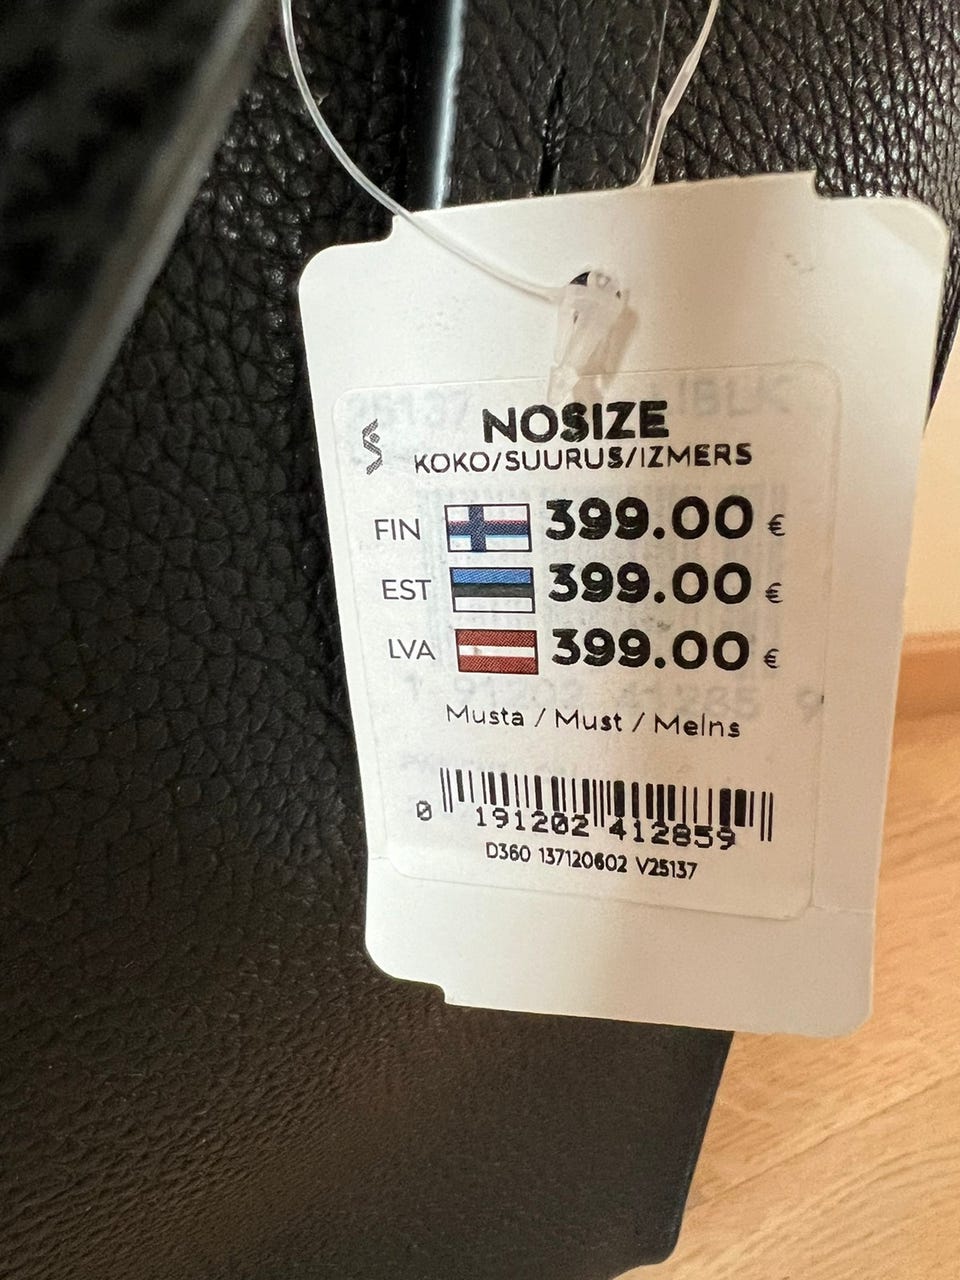 NOSIZE
KOKO/SUURUS/IZMERS
FIN 399.00 €
EST 399.00 €
LVA 399.00 €
Musta / Must / Melns
0 191202 412859
D360 137120602 V25137